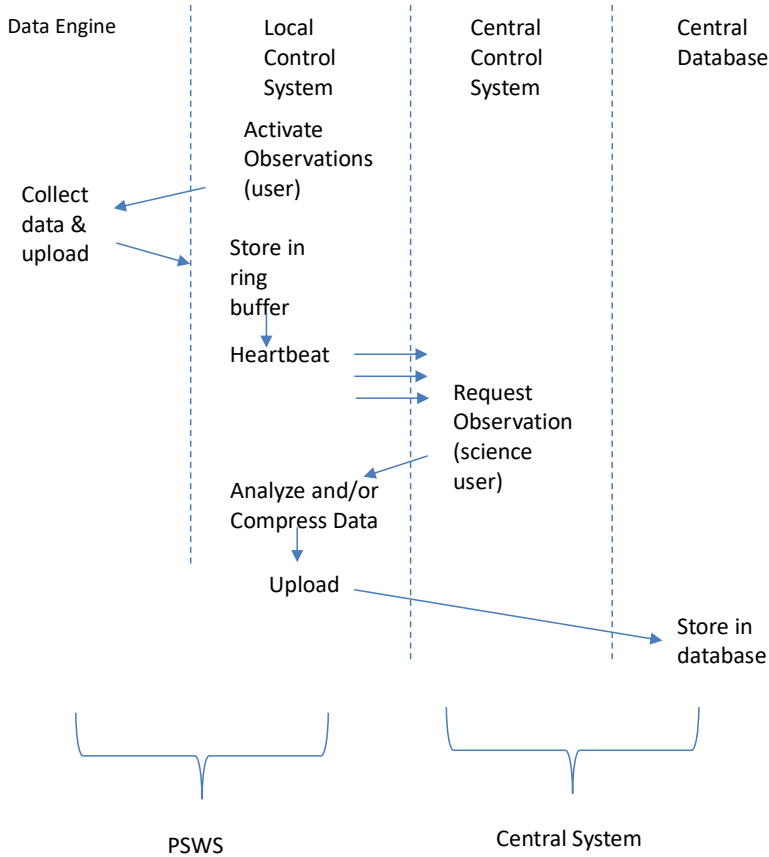 Data Engine
Local
Control
System
Central
Control
System
Central
Database
Activate
Observations
(user)
Collect
data &
upload
Store in
ring
buffer
Heartbeat
Request
Observation
(science
user)
Analyze and/or
Compress Data
Upload
Store in
database
PSWS
Central System